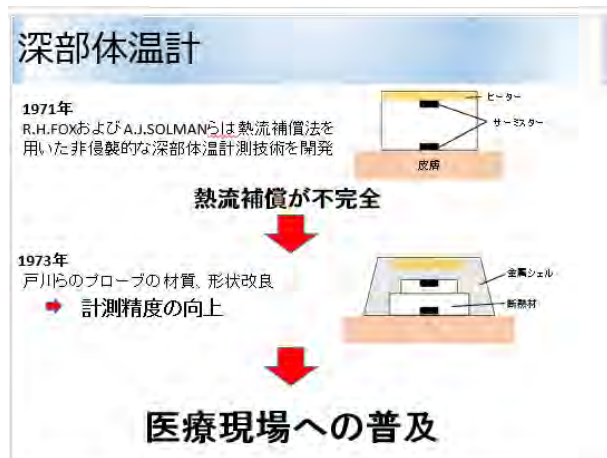 深部体温計
1971年
R.H.FOXおよびA.J.SOLMANらは熱流補償法を
用いた非侵襲的な深部体温計測技術を開発
ヒーター
サーミスター
皮膚
熱流補償が不完全
1973年
戸川らのプローブの材質、形状改良
計測精度の向上
金属シェル
断熱材
医療現場への普及